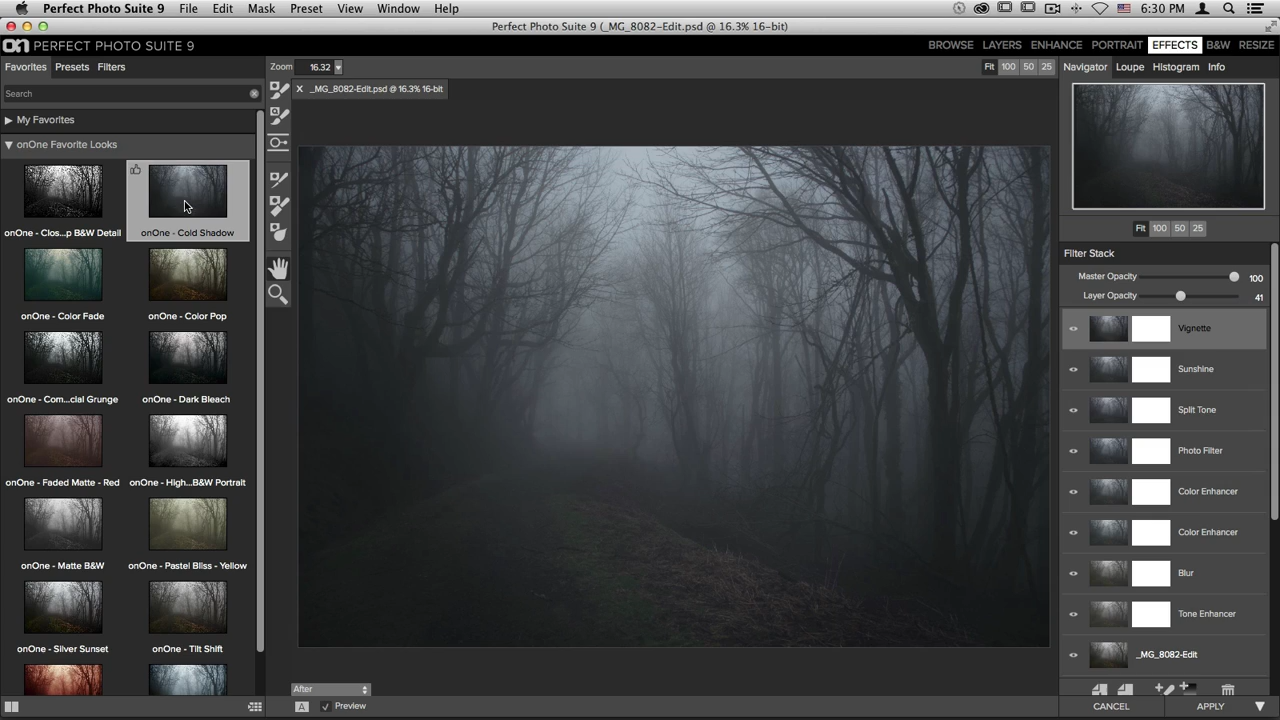 Perfect Photo Suite 9 File Edit Mask Preset View Window Help 6:30 PM
Perfect Photo Suite 9 (_MG_8082-Edit.psd @ 16.3% 16-bit)
on PERFECT PHOTO SUITE 9 BROWSE LAYERS ENHANCE PORTRAIT EFFECTS B&W RESIZE
Favorites Presets Filters Zoom 16.32 Fit 100 50 25 Navigator Loupe Histogram Info
Search
X _MG_8082-Edit.psd @ 16.3% 16-bit
My Favorites
onOne Favorite Looks
onOne - Clos...p B&W Detail onOne - Cold Shadow
onOne - Color Fade onOne - Color Pop
onOne - Com...cial Grunge onOne - Dark Bleach
onOne - Faded Matte - Red onOne - High...B&W Portrait
onOne - Matte B&W onOne - Pastel Bliss - Yellow
onOne - Silver Sunset onOne - Tilt Shift
Fit 100 50 25
Filter Stack
Master Opacity 100
Layer Opacity 41
Vignette
Sunshine
Split Tone
Photo Filter
Color Enhancer
Color Enhancer
Blur
Tone Enhancer
_MG_8082-Edit
After
A Preview
CANCEL APPLY